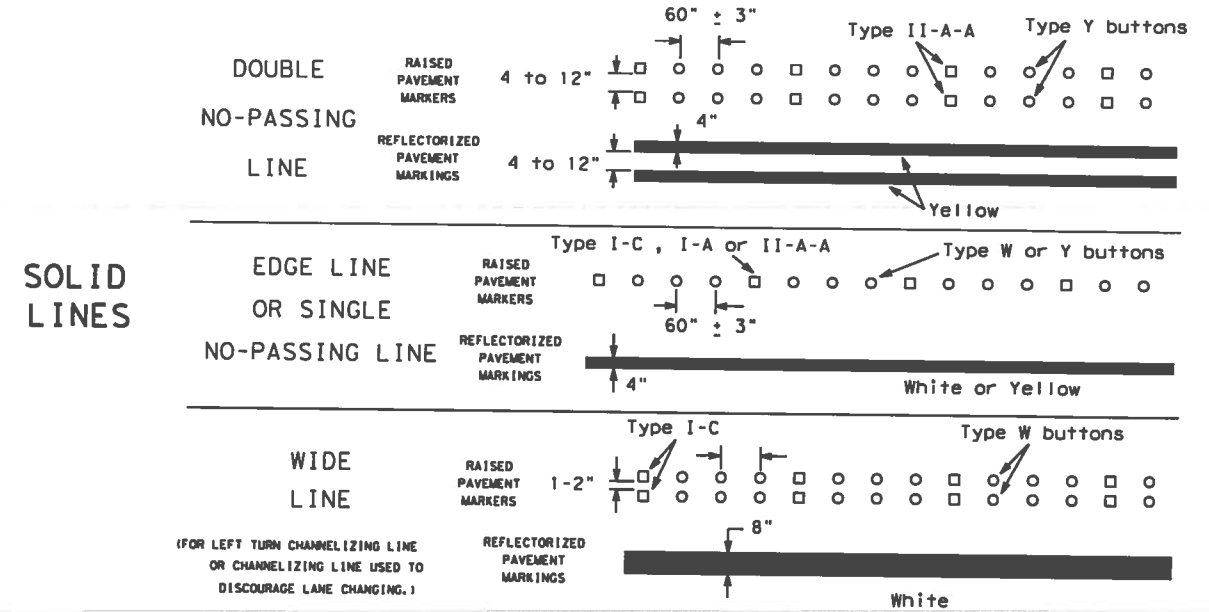 SOLID
LINES
DOUBLE
NO-PASSING
LINE
RAISED
PAVEMENT
MARKERS
4 to 12"
60" ± 3"
Type II-A-A
Type Y buttons
REFLECTORIZED
PAVEMENT
MARKINGS
4 to 12"
4"
Yellow
EDGE LINE
OR SINGLE
NO-PASSING LINE
RAISED
PAVEMENT
MARKERS
Type I-C , I-A or II-A-A
Type W or Y buttons
60" ± 3"
REFLECTORIZED
PAVEMENT
MARKINGS
4"
White or Yellow
WIDE
LINE
(FOR LEFT TURN CHANNELIZING LINE
OR CHANNELIZING LINE USED TO
DISCOURAGE LANE CHANGING.)
RAISED
PAVEMENT
MARKERS
1-2"
Type I-C
Type W buttons
REFLECTORIZED
PAVEMENT
MARKINGS
8"
White